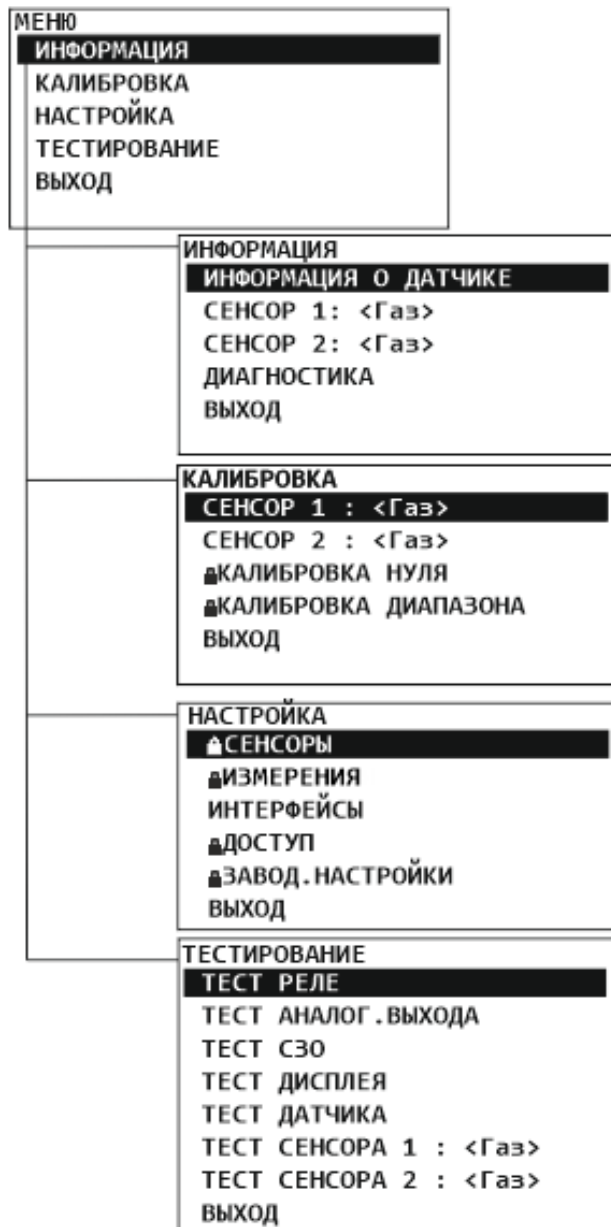 МЕНЮ
ИНФОРМАЦИЯ
КАЛИБРОВКА
НАСТРОЙКА
ТЕСТИРОВАНИЕ
ВЫХОД
ИНФОРМАЦИЯ
ИНФОРМАЦИЯ О ДАТЧИКЕ
СЕНСОР 1: <Газ>
СЕНСОР 2: <Газ>
ДИАГНОСТИКА
ВЫХОД
КАЛИБРОВКА
СЕНСОР 1 : <Газ>
СЕНСОР 2 : <Газ>
КАЛИБРОВКА НУЛЯ
КАЛИБРОВКА ДИАПАЗОНА
ВЫХОД
НАСТРОЙКА
СЕНСОРЫ
ИЗМЕРЕНИЯ
ИНТЕРФЕЙСЫ
ДОСТУП
ЗАВОД.НАСТРОЙКИ
ВЫХОД
ТЕСТИРОВАНИЕ
ТЕСТ РЕЛЕ
ТЕСТ АНАЛОГ.ВЫХОДА
ТЕСТ СЗО
ТЕСТ ДИСПЛЕЯ
ТЕСТ ДАТЧИКА
ТЕСТ СЕНСОРА 1 : <Газ>
ТЕСТ СЕНСОРА 2 : <Газ>
ВЫХОД